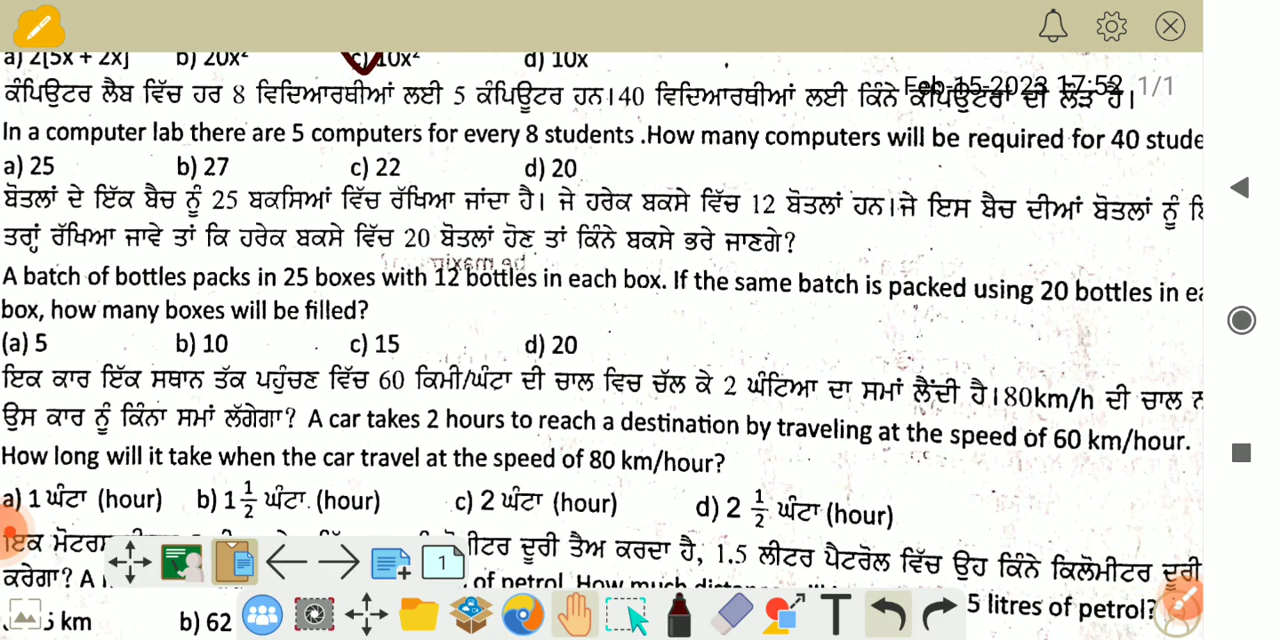 a) 2[5x + 2x] b) 20x² c) 10x² d) 10x
Feb-15-2023 17:52 1/1
ਕੰਪਿਊਟਰ ਲੈਬ ਵਿੱਚ ਹਰ 8 ਵਿਦਿਆਰਥੀਆਂ ਲਈ 5 ਕੰਪਿਊਟਰ ਹਨ।40 ਵਿਦਿਆਰਥੀਆਂ ਲਈ ਕਿੰਨੇ ਕੰਪਿਊਟਰਾਂ ਦੀ ਲੋੜ ਹੈ।
In a computer lab there are 5 computers for every 8 students .How many computers will be required for 40 stude
a) 25 b) 27 c) 22 d) 20
ਬੋਤਲਾਂ ਦੇ ਇੱਕ ਬੈਚ ਨੂੰ 25 ਬਕਸਿਆਂ ਵਿੱਚ ਰੱਖਿਆ ਜਾਂਦਾ ਹੈ। ਜੇ ਹਰੇਕ ਬਕਸੇ ਵਿੱਚ 12 ਬੋਤਲਾਂ ਹਨ।ਜੇ ਇਸ ਬੈਚ ਦੀਆਂ ਬੋਤਲਾਂ ਨੂੰ
ਤਰ੍ਹਾਂ ਰੱਖਿਆ ਜਾਵੇ ਤਾਂ ਕਿ ਹਰੇਕ ਬਕਸੇ ਵਿੱਚ 20 ਬੋਤਲਾਂ ਹੋਣ ਤਾਂ ਕਿੰਨੇ ਬਕਸੇ ਭਰੇ ਜਾਣਗੇ?
A batch of bottles packs in 25 boxes with 12 bottles in each box. If the same batch is packed using 20 bottles in ea
box, how many boxes will be filled?
(a) 5 b) 10 c) 15 d) 20
ਇਕ ਕਾਰ ਇੱਕ ਸਥਾਨ ਤੱਕ ਪਹੁੰਚਣ ਵਿੱਚ 60 ਕਿਮੀ/ਘੰਟਾ ਦੀ ਚਾਲ ਵਿਚ ਚੱਲ ਕੇ 2 ਘੰਟਿਆ ਦਾ ਸਮਾਂ ਲੈਂਦੀ ਹੈ।80km/h ਦੀ ਚਾਲ
ਉਸ ਕਾਰ ਨੂੰ ਕਿੰਨਾ ਸਮਾਂ ਲੱਗੇਗਾ? A car takes 2 hours to reach a destination by traveling at the speed of 60 km/hour.
How long will it take when the car travel at the speed of 80 km/hour?
a) 1 ਘੰਟਾ (hour) b) 1 1/2 ਘੰਟਾ (hour) c) 2 ਘੰਟਾ (hour) d) 2 1/2 ਘੰਟਾ (hour)
ਇਕ ਦੂਰੀ ਤੈਅ ਕਰਦਾ ਹੈ, 1.5 ਲੀਟਰ ਪੈਟਰੋਲ ਵਿੱਚ ਉਹ ਕਿੰਨੇ ਕਿਲੋਮੀਟਰ ਦੂਰੀ
ਕਰੇਗਾ? A of petrol. How much 5 litres of petrol?
km b) 62
1
T